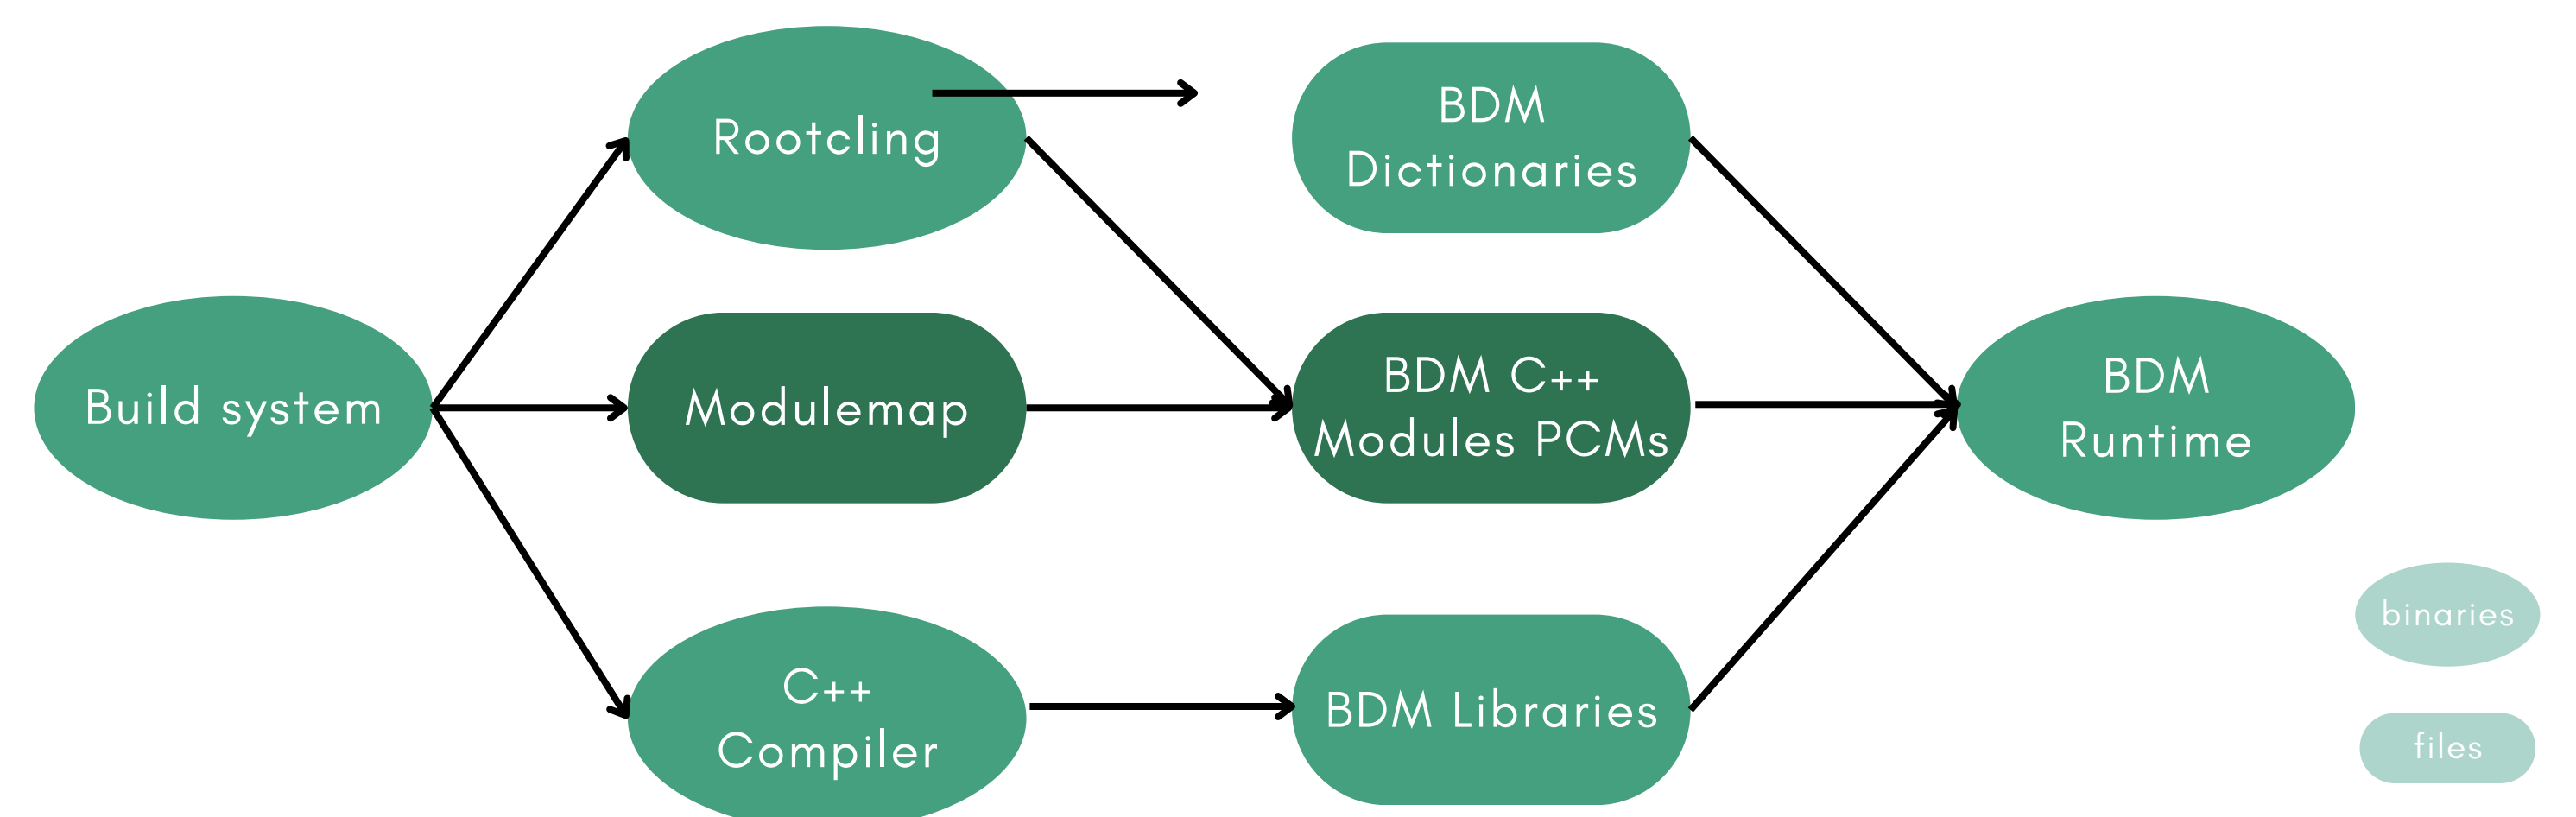 Build system
Rootcling
Modulemap
C++
Compiler
BDM
Dictionaries
BDM C++
Modules PCMs
BDM Libraries
BDM
Runtime
binaries
files